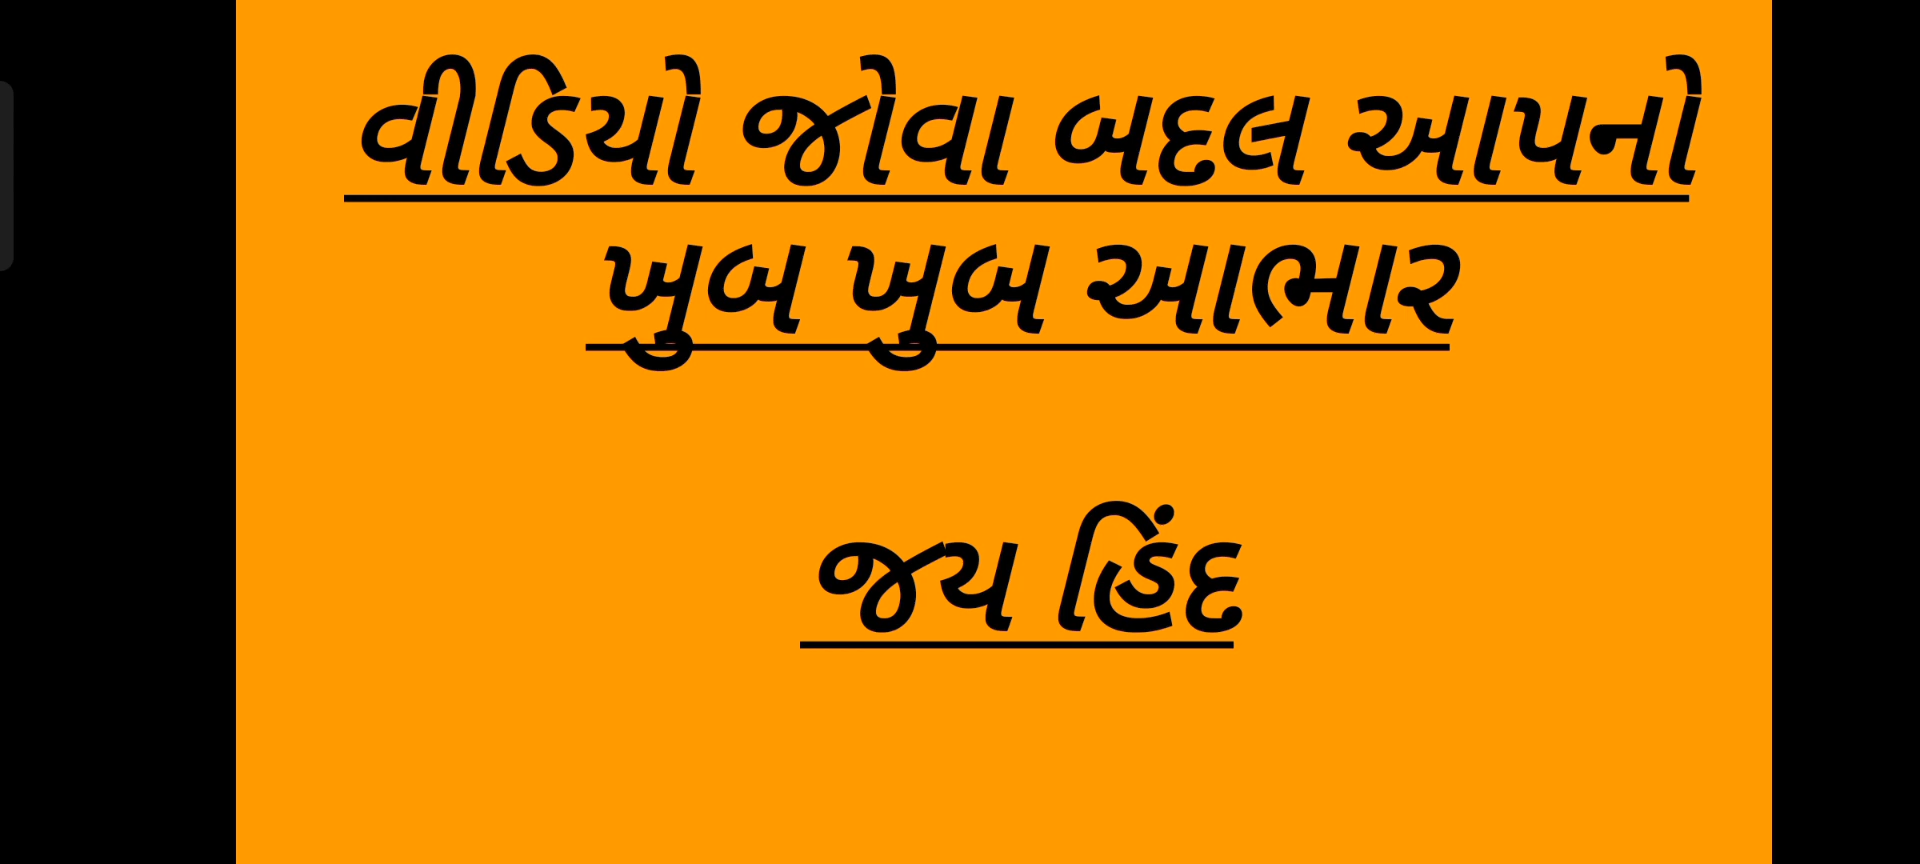 વીડિયો જોવા બદલ આપનો
ખુબ ખુબ આભાર
જય હિંદ